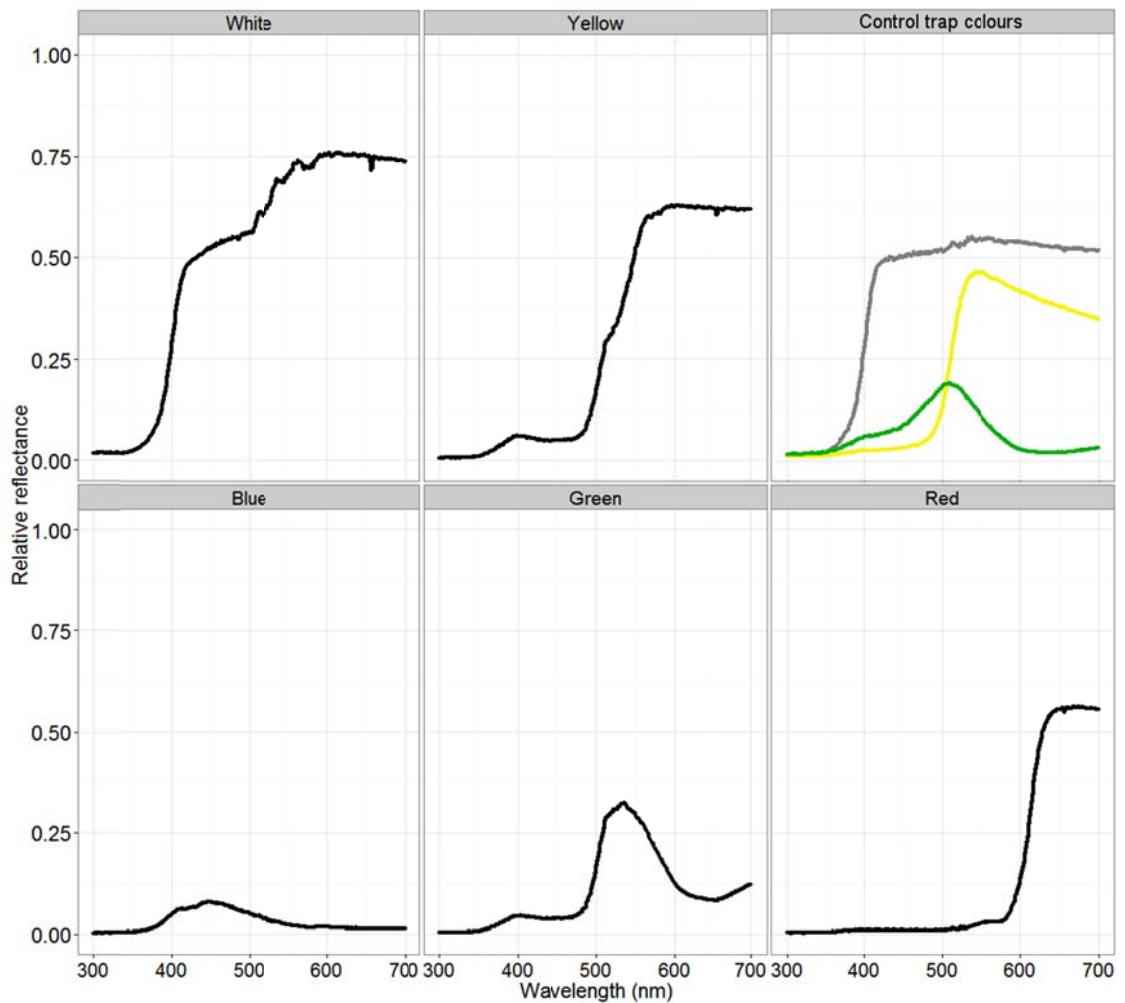 White
Yellow
Control trap colours
1.00
0.75
0.50
0.25
0.00
Blue
Green
Red
Relative reflectance
1.00
0.75
0.50
0.25
0.00
300 400 500 600 700 300 400 500 600 700 300 400 500 600 700
Wavelength (nm)